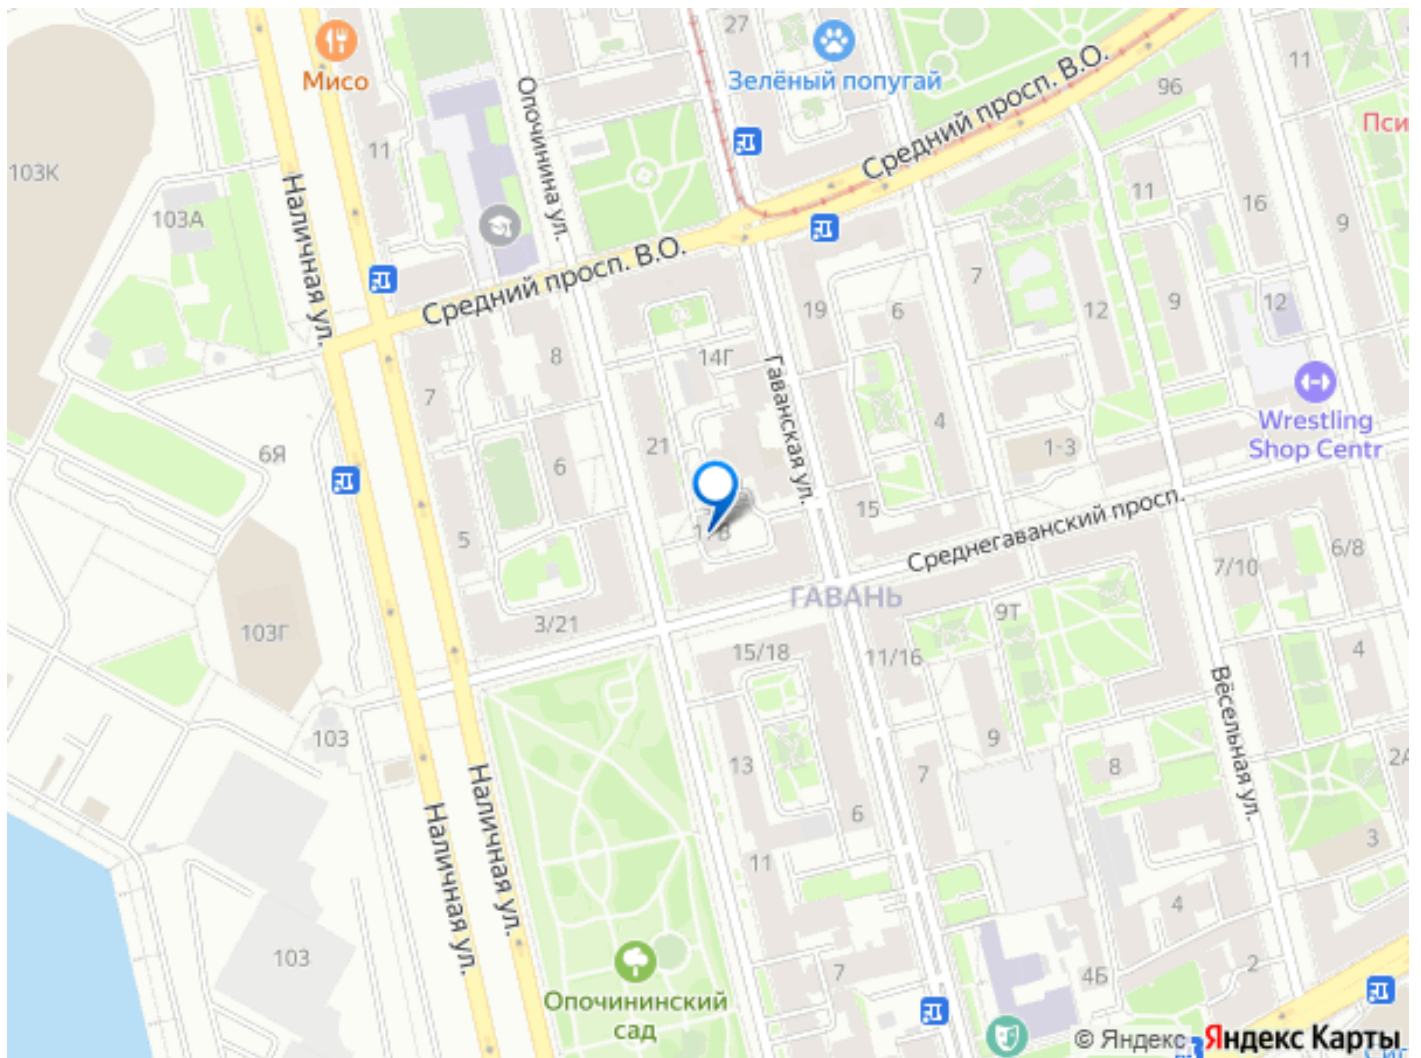 27
Мисо
Зелёный попугай
96
11
Пси
103К
11
Опочинина ул.
Средний просп. В.О.
Наличная ул.
103А
11
16
9
Средний просп. В.О.
7
19
6
12
9
12
8
14Г
Гаванская ул.
7
4
Wrestling
Shop Centr
6Я
6
21
1-3
15
Среднегаванский просп.
5
7/10
6/8
ГАВАНЬ
103Г
3/21
9Т
15/18
11/16
4
Вёсельная ул.
103
13
9
8
2А
7
Наличная ул.
Наличная ул.
6
3
11
4
103
7
4Б
2
Опочининский
сад
© Яндекс
Яндекс Карты